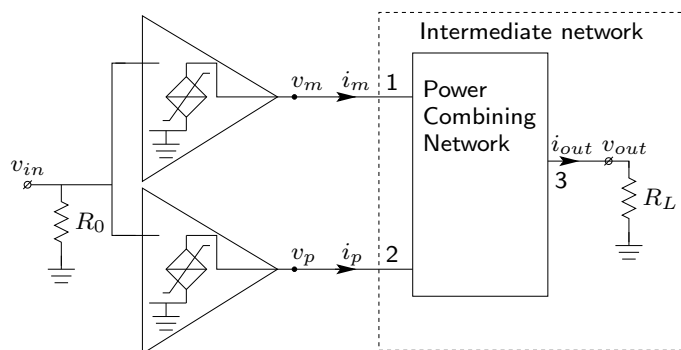 Intermediate network
v_m
i_m
1
Power
Combining
Network
v_in
i_out
v_out
3
R_0
R_L
v_p
i_p
2